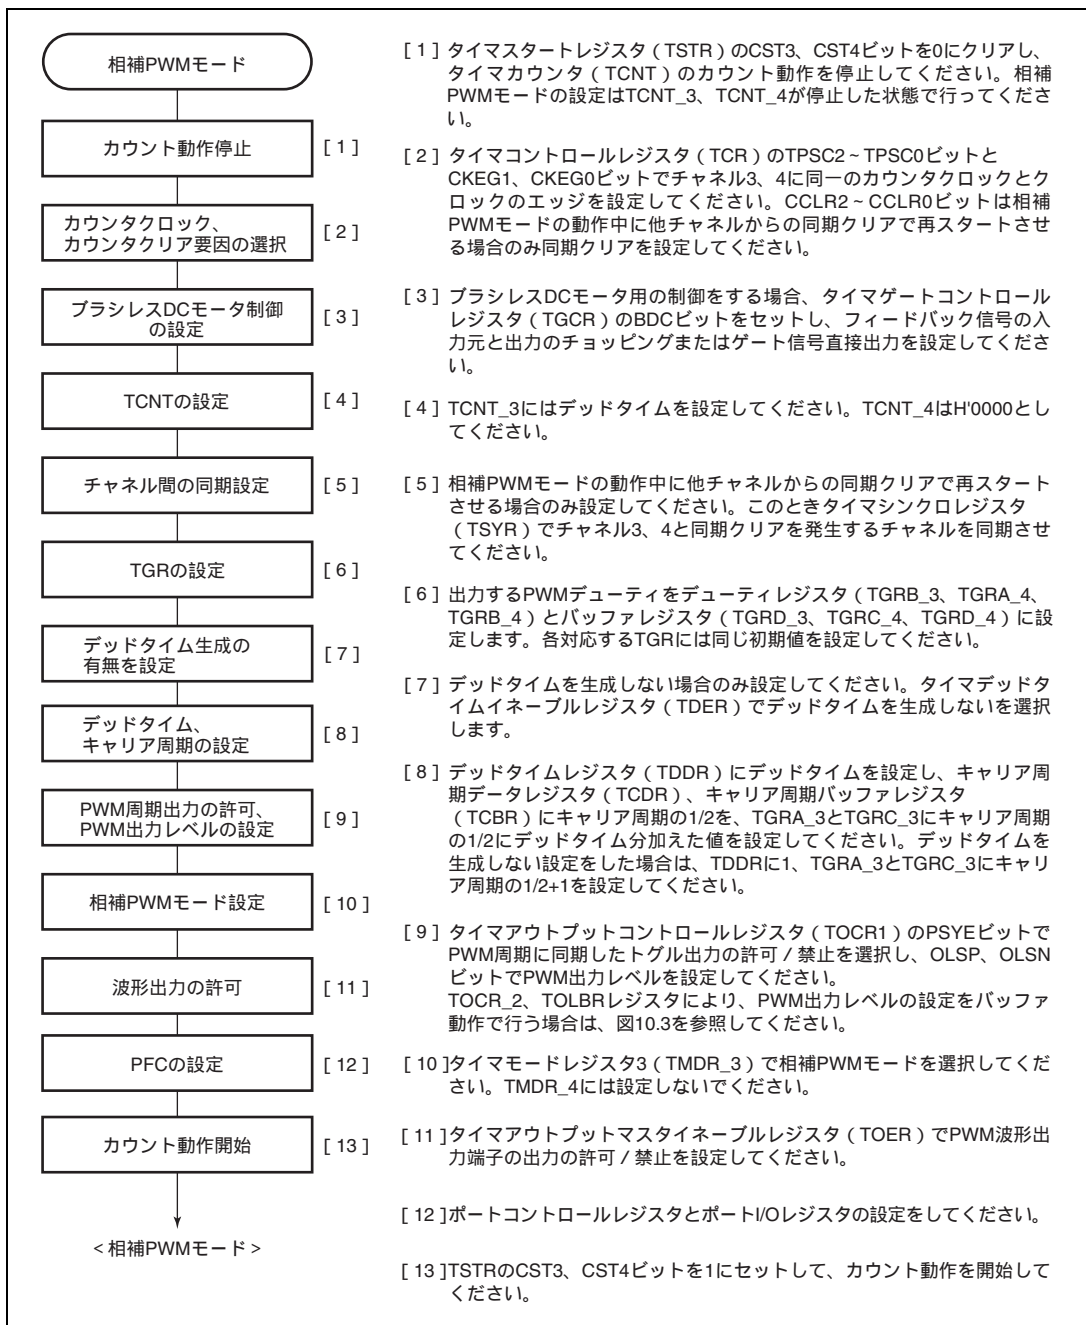 相補PWMモード
カウント動作停止
[ 1 ]
カウンタクロック、
カウンタクリア要因の選択
[ 2 ]
ブラシレスDCモータ制御
の設定
[ 3 ]
TCNTの設定
[ 4 ]
チャネル間の同期設定
[ 5 ]
TGRの設定
[ 6 ]
デッドタイム生成の
有無を設定
[ 7 ]
デッドタイム、
キャリア周期の設定
[ 8 ]
PWM周期出力の許可、
PWM出力レベルの設定
[ 9 ]
相補PWMモード設定
[ 10 ]
波形出力の許可
[ 11 ]
PFCの設定
[ 12 ]
カウント動作開始
[ 13 ]
< 相補PWMモード >
[ 1 ] タイマスタートレジスタ ( TSTR ) のCST3、CST4ビットを0にクリアし、
タイマカウンタ ( TCNT ) のカウント動作を停止してください。相補
PWMモードの設定はTCNT_3、TCNT_4が停止した状態で行ってくださ
い。
[ 2 ] タイマコントロールレジスタ ( TCR ) のTPSC2 ~ TPSC0ビットと
CKEG1、CKEG0ビットでチャネル3、4に同一のカウンタクロックとク
ロックのエッジを設定してください。CCLR2 ~ CCLR0ビットは相補
PWMモードの動作中に他チャネルからの同期クリアで再スタートさせ
る場合のみ同期クリアを設定してください。
[ 3 ] ブラシレスDCモータ用の制御をする場合、タイマゲートコントロール
レジスタ ( TGCR ) のBDCビットをセットし、フィードバック信号の入
力元と出力のチョッピングまたはゲート信号直接出力を設定してくださ
い。
[ 4 ] TCNT_3にはデッドタイムを設定してください。TCNT_4はH'0000とし
てください。
[ 5 ] 相補PWMモードの動作中に他チャネルからの同期クリアで再スタート
させる場合のみ設定してください。このときタイマシンクロレジスタ
( TSYR ) でチャネル3、4と同期クリアを発生するチャネルを同期させ
てください。
[ 6 ] 出力するPWMデューティをデューティレジスタ ( TGRB_3、TGRA_4、
TGRB_4 ) とバッファレジスタ ( TGRD_3、TGRC_4、TGRD_4 ) に設
定します。各対応するTGRには同じ初期値を設定してください。
[ 7 ] デッドタイムを生成しない場合のみ設定してください。タイマデッドタ
イムイネーブルレジスタ ( TDER ) でデッドタイムを生成しないを選択
します。
[ 8 ] デッドタイムレジスタ ( TDDR ) にデッドタイムを設定し、キャリア周
期データレジスタ ( TCDR )、キャリア周期バッファレジスタ
( TCBR ) にキャリア周期の1/2を、TGRA_3とTGRC_3にキャリア周期
の1/2にデッドタイム分加えた値を設定してください。デッドタイムを
生成しない設定をした場合は、TDDRに1、TGRA_3とTGRC_3にキャリ
ア周期の1/2+1を設定してください。
[ 9 ] タイマアウトプットコントロールレジスタ ( TOCR1 ) のPSYEビットで
PWM周期に同期したトグル出力の許可 / 禁止を選択し、OLSP、OLSN
ビットでPWM出力レベルを設定してください。
TOCR_2、TOLBRレジスタにより、PWM出力レベルの設定をバッファ
動作で行う場合は、図10.3を参照してください。
[ 10 ]タイマモードレジスタ3 ( TMDR_3 ) で相補PWMモードを選択してくだ
さい。TMDR_4には設定しないでください。
[ 11 ]タイマアウトプットマスタイネーブルレジスタ ( TOER ) でPWM波形出
力端子の出力の許可 / 禁止を設定してください。
[ 12 ]ポートコントロールレジスタとポートI/Oレジスタの設定をしてください。
[ 13 ]TSTRのCST3、CST4ビットを1にセットして、カウント動作を開始して
ください。